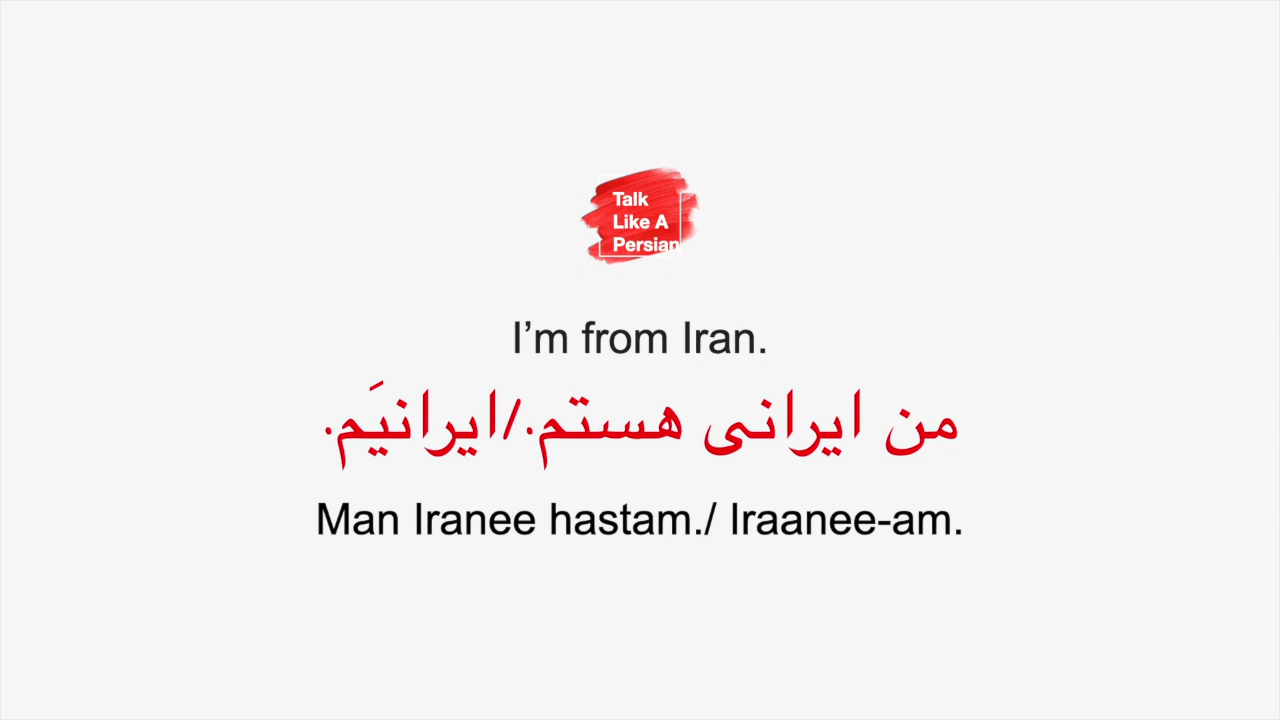 Talk
Like A
Persian
I’m from Iran.
من ایرانی هستم./ایرانیَم.
Man Iranee hastam./ Iraanee-am.